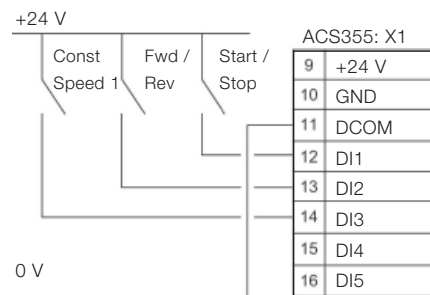 +24 V
ACS355: X1
Const Speed 1
Fwd / Rev
Start / Stop
9 +24 V
10 GND
11 DCOM
12 DI1
13 DI2
14 DI3
15 DI4
16 DI5
0 V